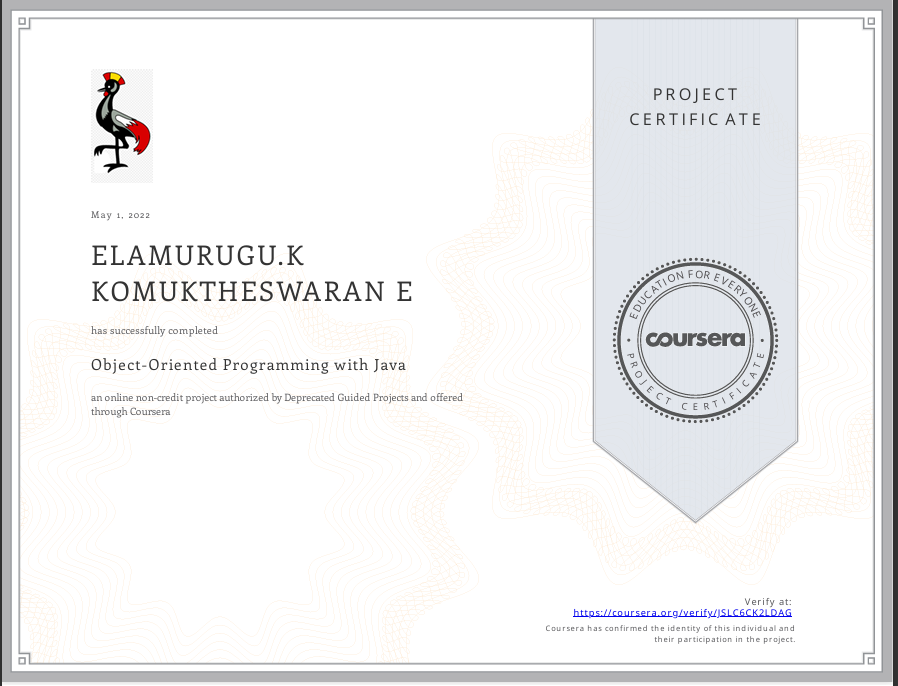 PROJECT
CERTIFICATE
May 1, 2022
ELAMURUGU.K
KOMUKTHESWARAN E
has successfully completed
Object-Oriented Programming with Java
an online non-credit project authorized by Deprecated Guided Projects and offered
through Coursera
EDUCATION FOR EVERYONE
coursera
PROJECT CERTIFICATE
Verify at:
https://coursera.org/verify/JSLC6CK2LDAG
Coursera has confirmed the identity of this individual and
their participation in the project.